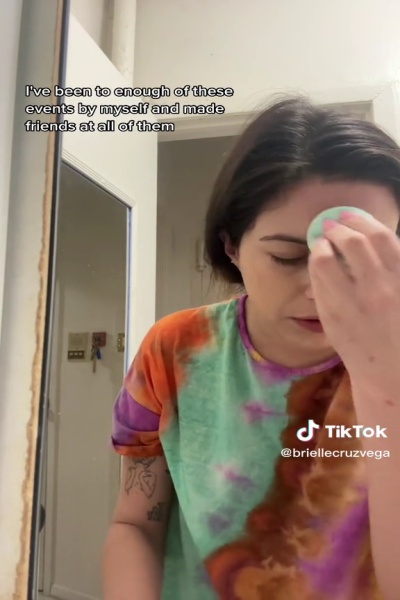 I've been to enough of these
events by myself and made
friends at all of them
TikTok
@briellecruzvega